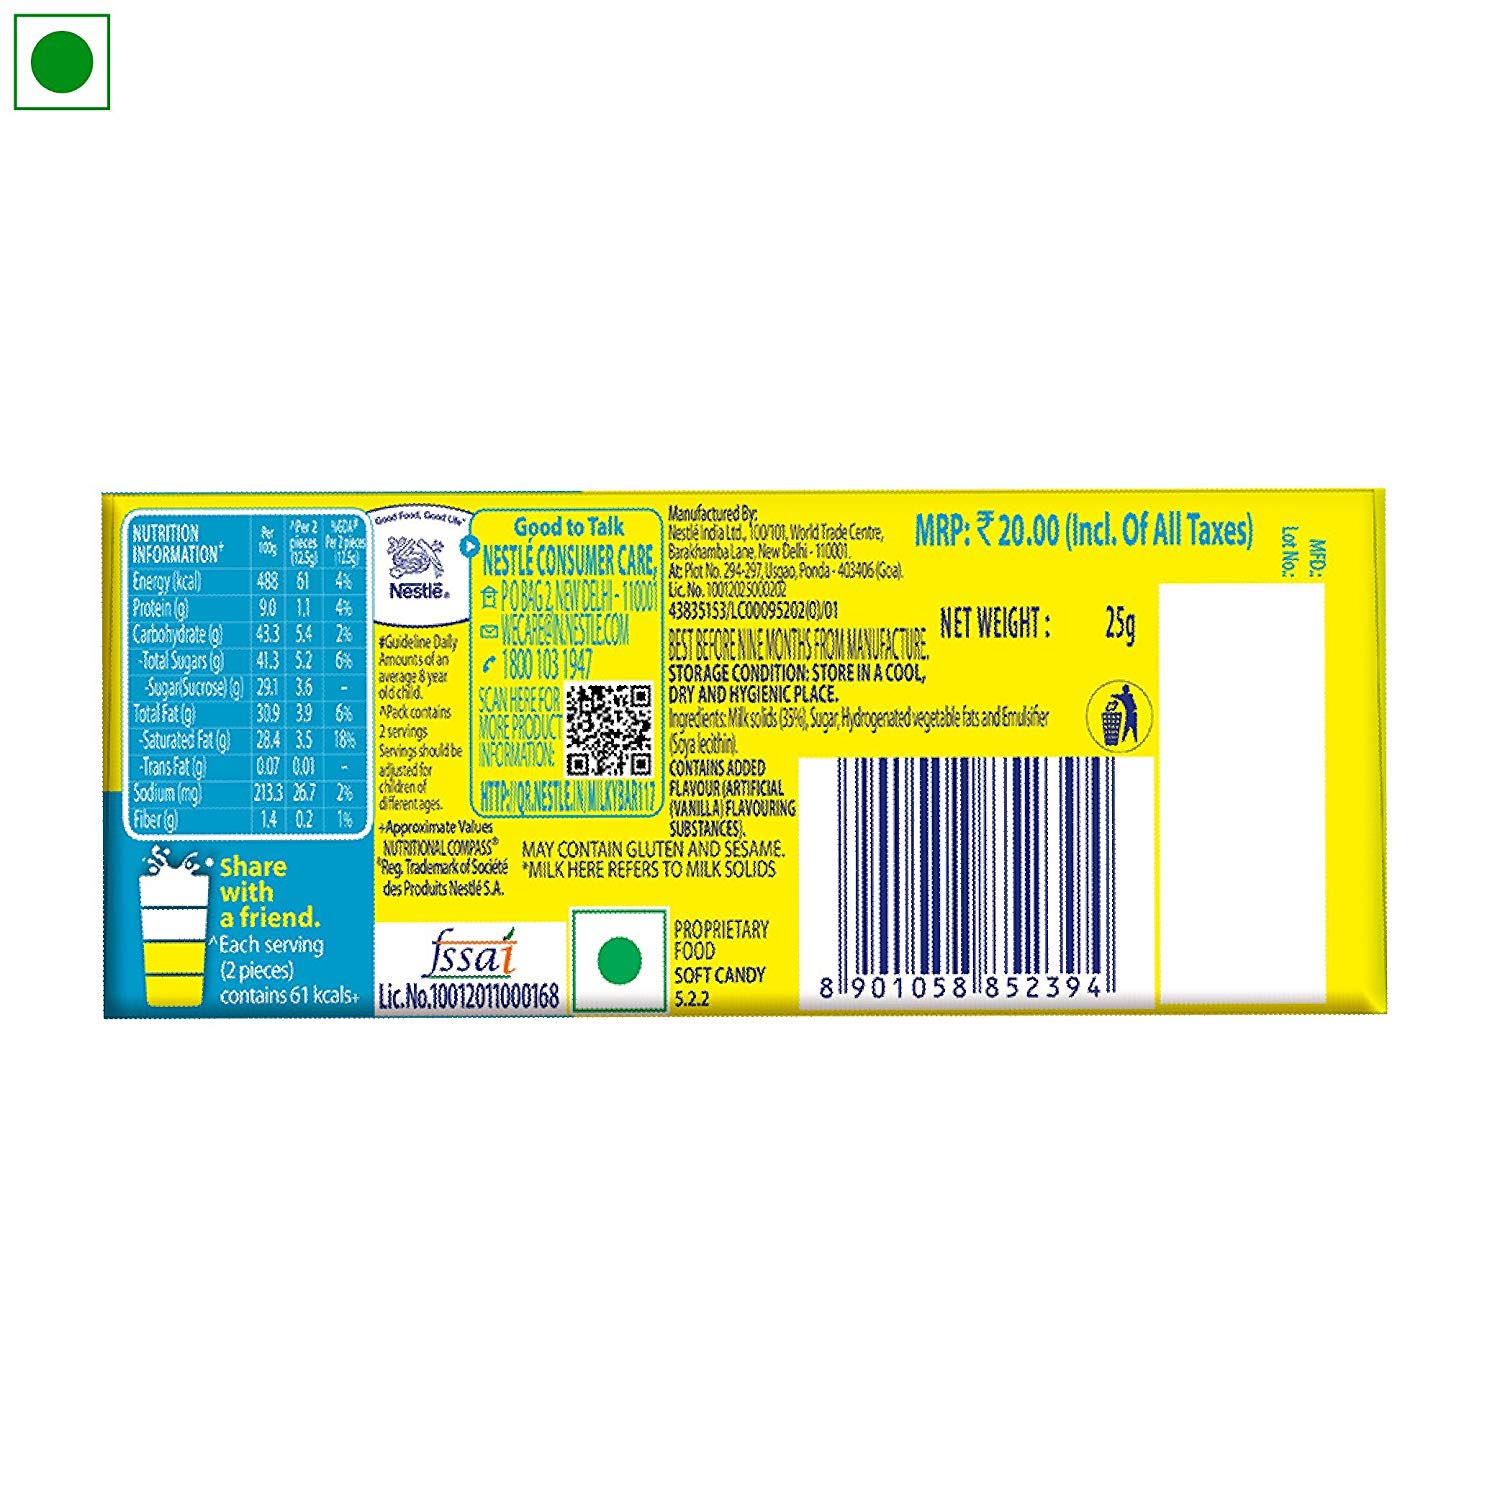 NUTRITION INFORMATION+ Per 100g ^Per 2 pieces (12.5g) %GDA# Per 2 pieces (12.5g)
Energy (kcal) 488 61 4%
Protein (g) 9.0 1.1 4%
Carbohydrate (g) 43.3 5.4 2%
-Total Sugars (g) 41.3 5.2 6%
-Sugar(Sucrose) (g) 29.1 3.6 -
Total Fat (g) 30.9 3.9 6%
-Saturated Fat (g) 28.4 3.5 18%
-Trans Fat (g) 0.07 0.01 -
Sodium (mg) 213.3 26.7 2%
Fiber (g) 1.4 0.2 1%
Share
with
a friend.
^Each serving
(2 pieces)
contains 61 kcals+
Good Food, Good Life
Nestlé®
#Guideline Daily
Amounts of an
average 8 year
old child.
^Pack contains
2 servings
Servings should be
adjusted for
children of
different ages.
+Approximate Values
NUTRITIONAL COMPASS®
®Reg. Trademark of Société
des Produits Nestlé S.A.
fssai
Lic.No.10012011000168
Good to Talk
NESTLÉ CONSUMER CARE,
P O BAG 2, NEW DELHI - 110001
WECARE@IN.NESTLE.COM
1800 103 1947
SCAN HERE FOR
MORE PRODUCT
INFORMATION:
HTTP://QR.NESTLE.IN/MILKYBAR117
MAY CONTAIN GLUTEN AND SESAME.
*MILK HERE REFERS TO MILK SOLIDS
Manufactured By:
Nestlé India Ltd., 100/101, World Trade Centre,
Barakhamba Lane, New Delhi - 110001.
At: Plot No. 294-297, Usgao, Ponda - 403406 (Goa).
Lic. No. 10012025000202
43835153/LC00095202(0)/01
BEST BEFORE NINE MONTHS FROM MANUFACTURE.
STORAGE CONDITION: STORE IN A COOL,
DRY AND HYGIENIC PLACE.
Ingredients: Milk solids (35%), Sugar, Hydrogenated vegetable fats and Emulsifier
(Soya lecithin).
CONTAINS ADDED
FLAVOUR (ARTIFICIAL
(VANILLA) FLAVOURING
SUBSTANCES).
PROPRIETARY
FOOD
SOFT CANDY
5.2.2
MRP: ₹ 20.00 (Incl. Of All Taxes)
NET WEIGHT : 25g
8 901058 852394
MFD.:
Lot No.: